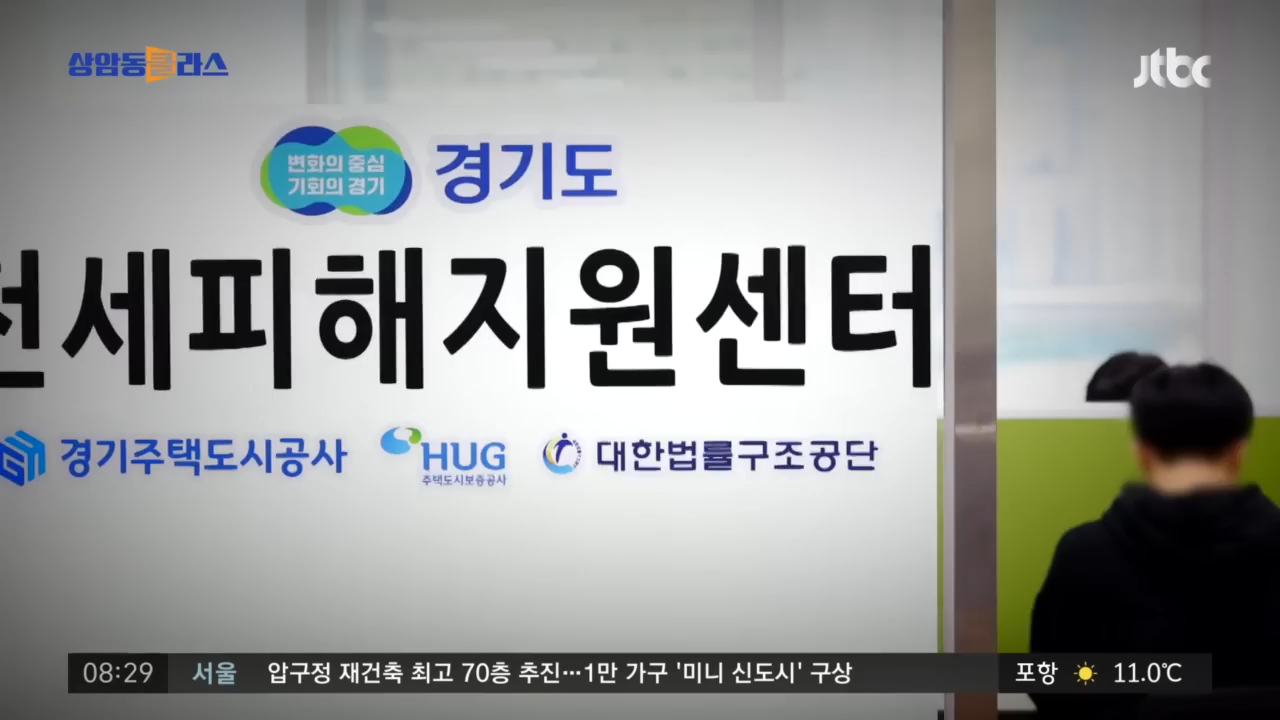 상암동클라스
jtbc
변화의 중심
기회의 경기
경기도
전세피해지원센터
경기주택도시공사
HUG
주택도시보증공사
대한법률구조공단
08:29 서울 압구정 재건축 최고 70층 추진…1만 가구 '미니 신도시' 구상 포항 11.0℃